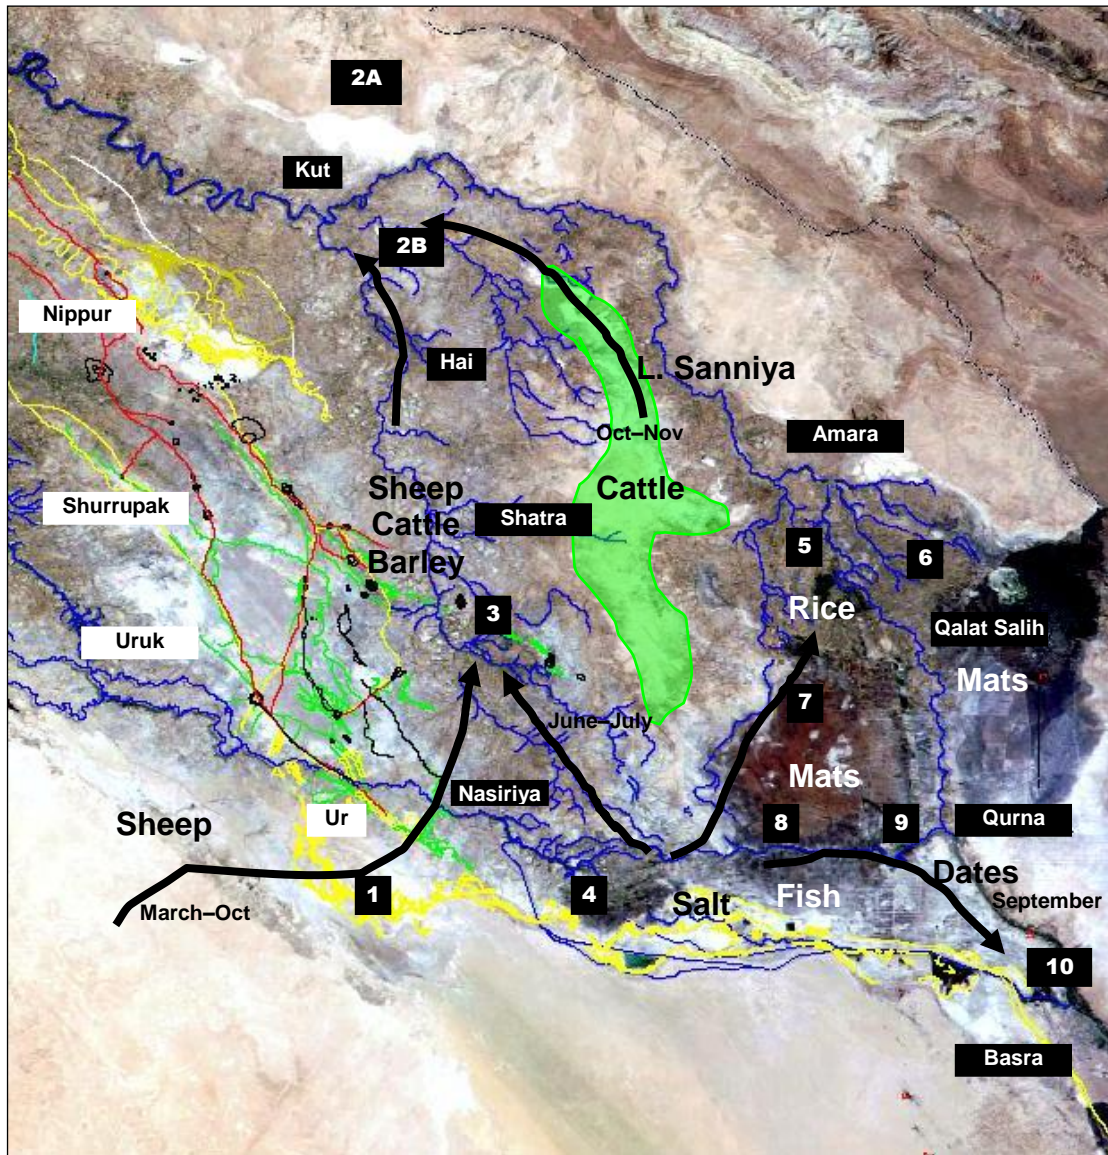 2A
Kut
2B
Nippur
Hai
L. Sanniya
Oct–Nov
Amara
Sheep
Cattle
Barley
Cattle
Shurrupak
Shatra
5
6
Rice
3
Uruk
Qalat Salih
Mats
7
June–July
Mats
Nasiriya
Sheep
Ur
8
9
Qurna
Dates
1
March–Oct
4
Salt
Fish
September
10
Basra